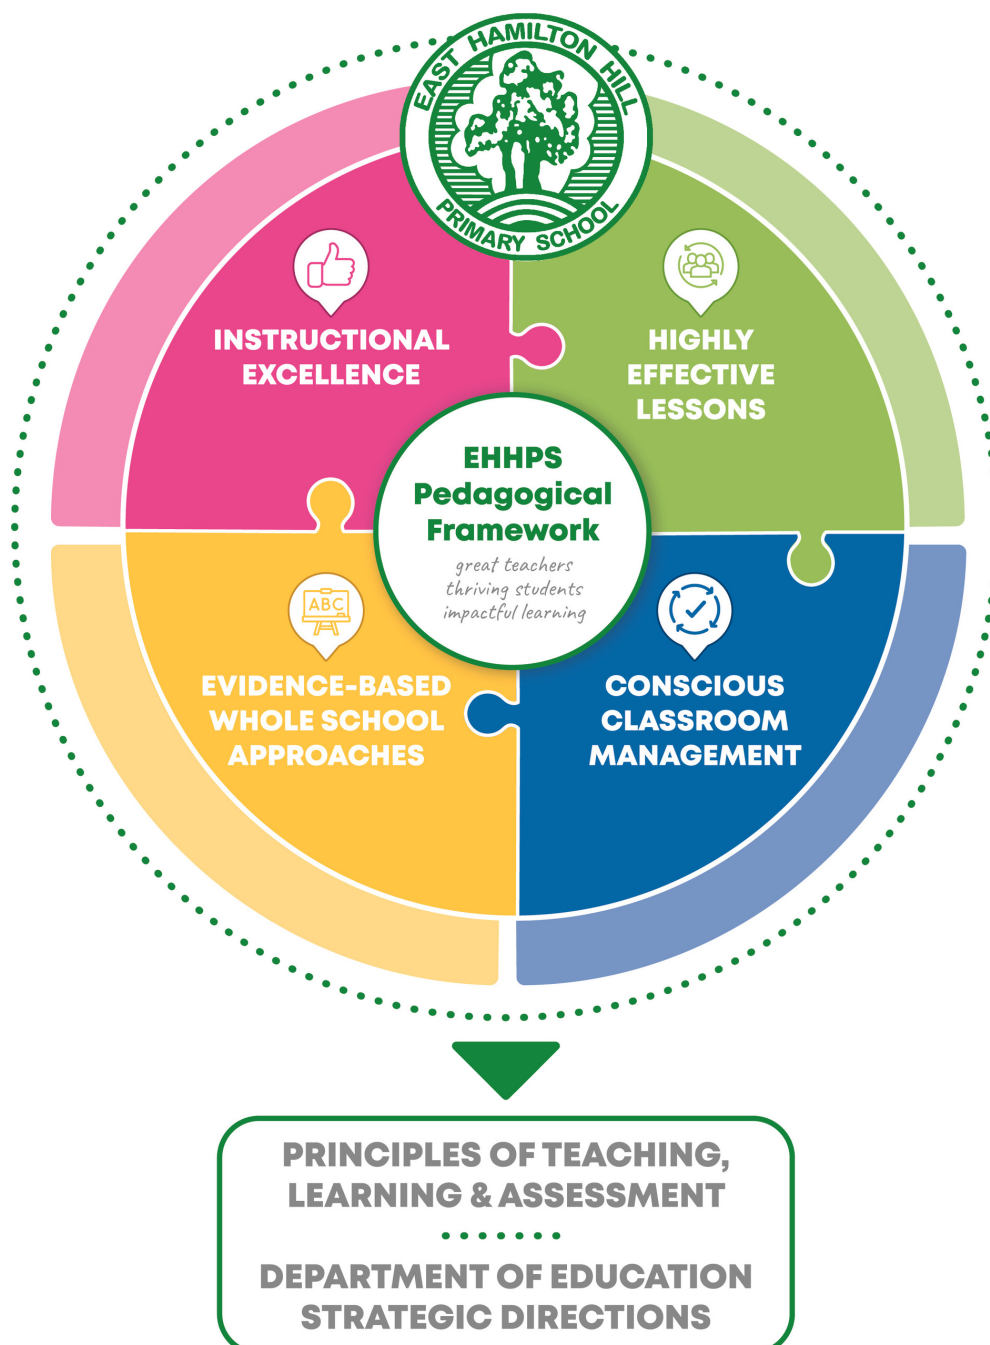 EAST HAMILTON HILL
PRIMARY SCHOOL
INSTRUCTIONAL
EXCELLENCE
HIGHLY
EFFECTIVE
LESSONS
EHHPS
Pedagogical
Framework
great teachers
thriving students
impactful learning
ABC
EVIDENCE-BASED
WHOLE SCHOOL
APPROACHES
CONSCIOUS
CLASSROOM
MANAGEMENT
PRINCIPLES OF TEACHING,
LEARNING & ASSESSMENT
DEPARTMENT OF EDUCATION
STRATEGIC DIRECTIONS